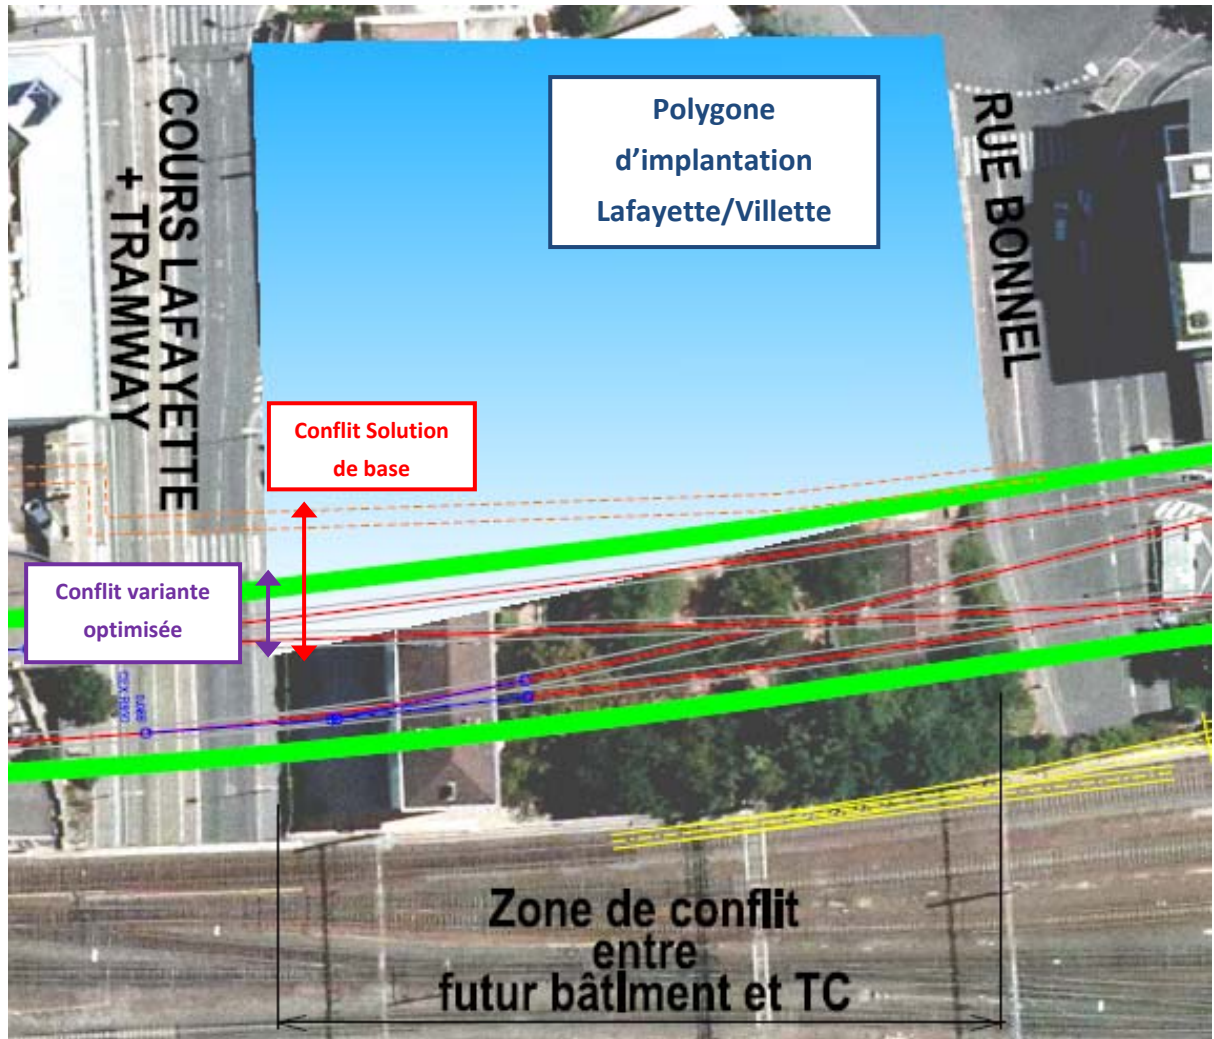 Polygone
d’implantation
Lafayette/Villette
COURS LAFAYETTE
+ TRAMWAY
RUE BONNEL
Conflit Solution
de base
Conflit variante
optimisée
Zone de conflit
entre
futur bâtiment et TC